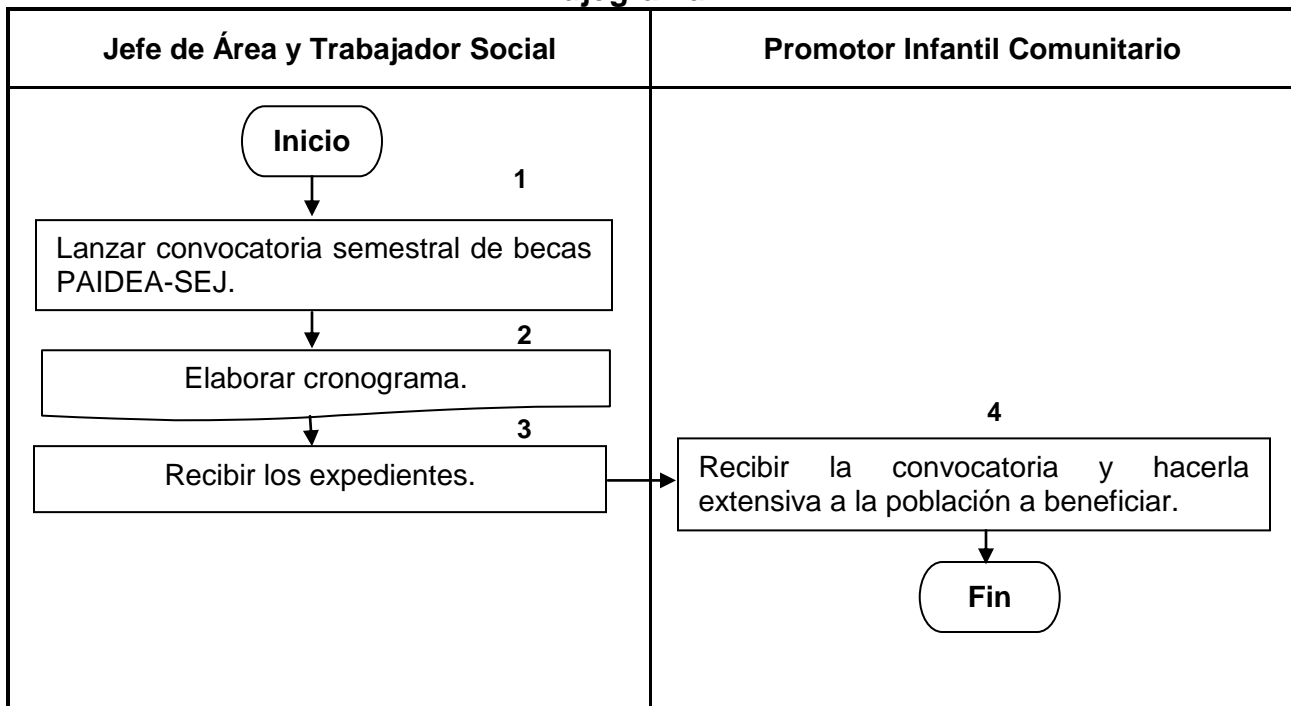 Jefe de Área y Trabajador Social
Promotor Infantil Comunitario
Inicio
1
Lanzar convocatoria semestral de becas
PAIDEA-SEJ.
2
Elaborar cronograma.
3
Recibir los expedientes.
4
Recibir la convocatoria y hacerla
extensiva a la población a beneficiar.
Fin